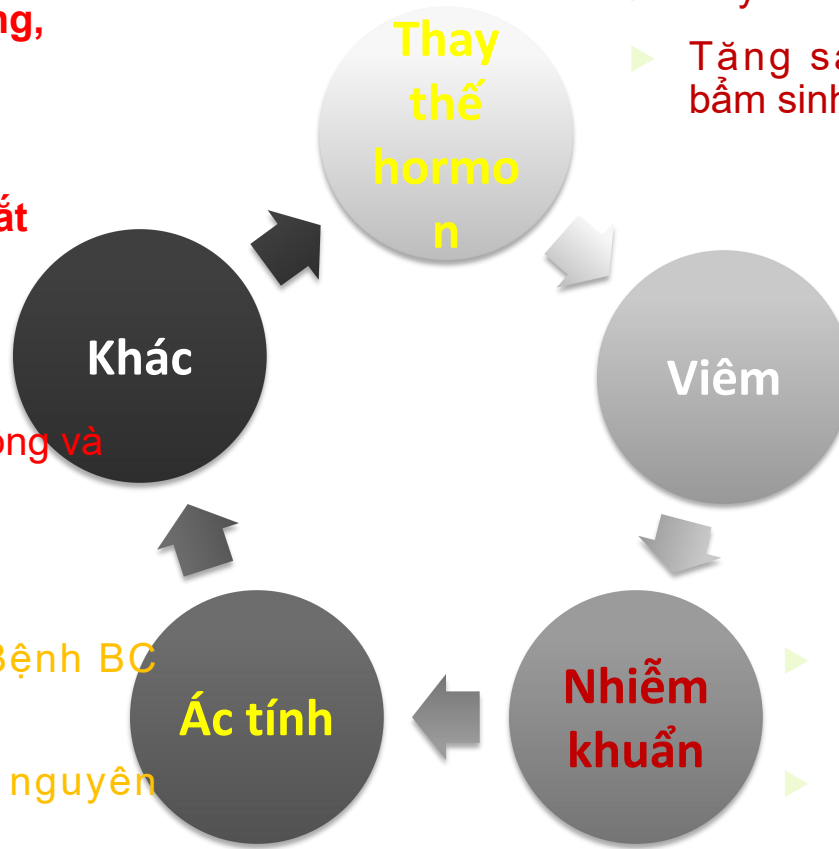 ng,
Tăng sả
bẩm sinh
Thay
thế
hormo
n
ắt
Khác
Viêm
ong và
Bệnh BC
nguyên
Ác tính
Nhiễm
khuẩn